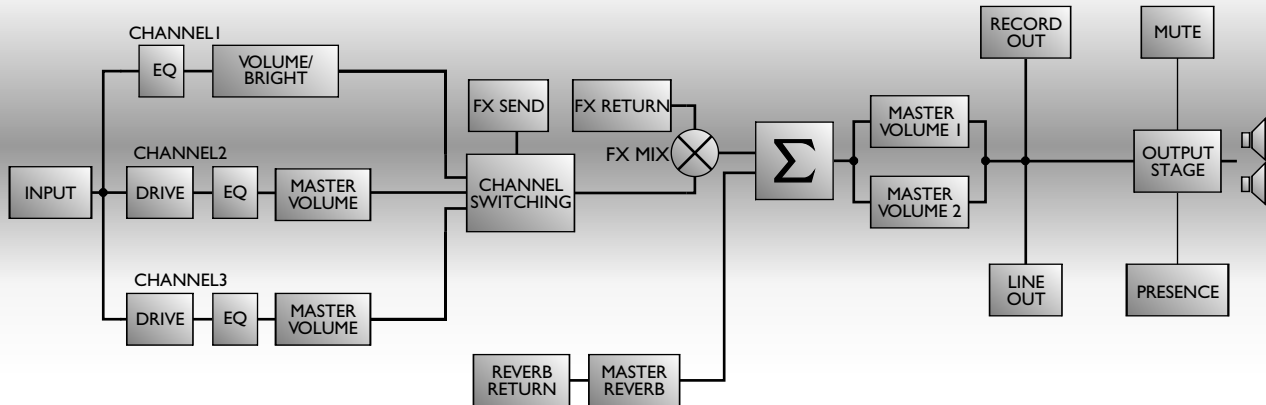 CHANNEL1
EQ
VOLUME/
BRIGHT
FX SEND
FX RETURN
FX MIX
RECORD
OUT
MUTE
MASTER
VOLUME 1
CHANNEL2
INPUT
DRIVE
EQ
MASTER
VOLUME
CHANNEL
SWITCHING
Σ
MASTER
VOLUME 2
OUTPUT
STAGE
CHANNEL3
DRIVE
EQ
MASTER
VOLUME
LINE
OUT
PRESENCE
REVERB
RETURN
MASTER
REVERB